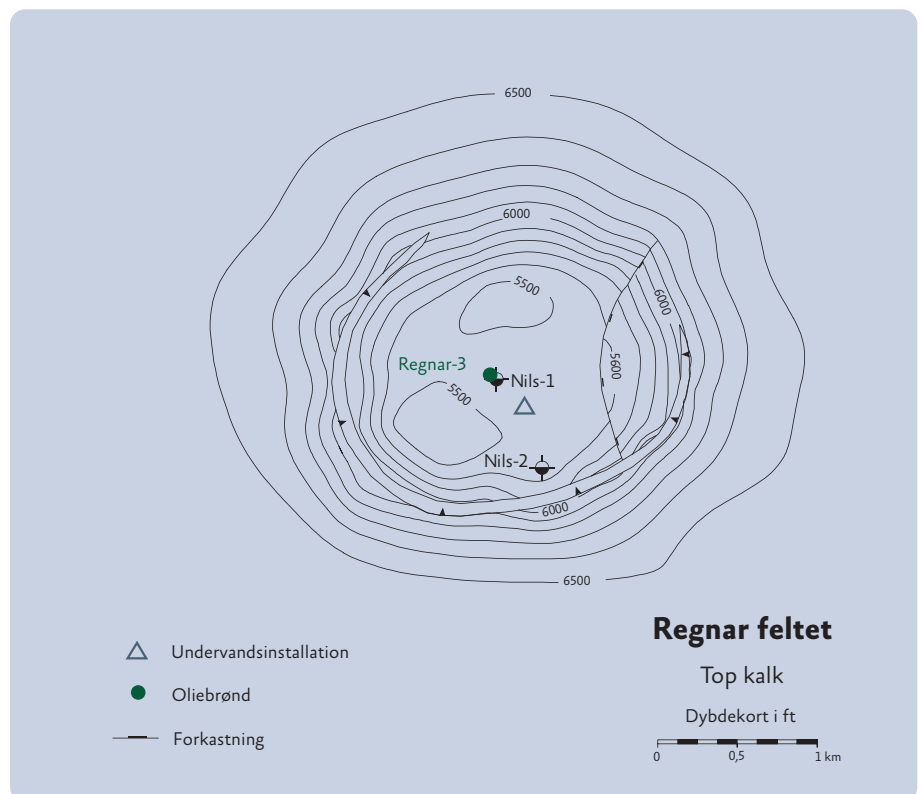 6500
6000
5500
6000
Regnar-3
5600
Nils-1
5500
Nils-2
6000
6500
Regnar feltet
Top kalk
Dybdekort i ft
0 0,5 1 km
Undervandsinstallation
Oliebrønd
Forkastning